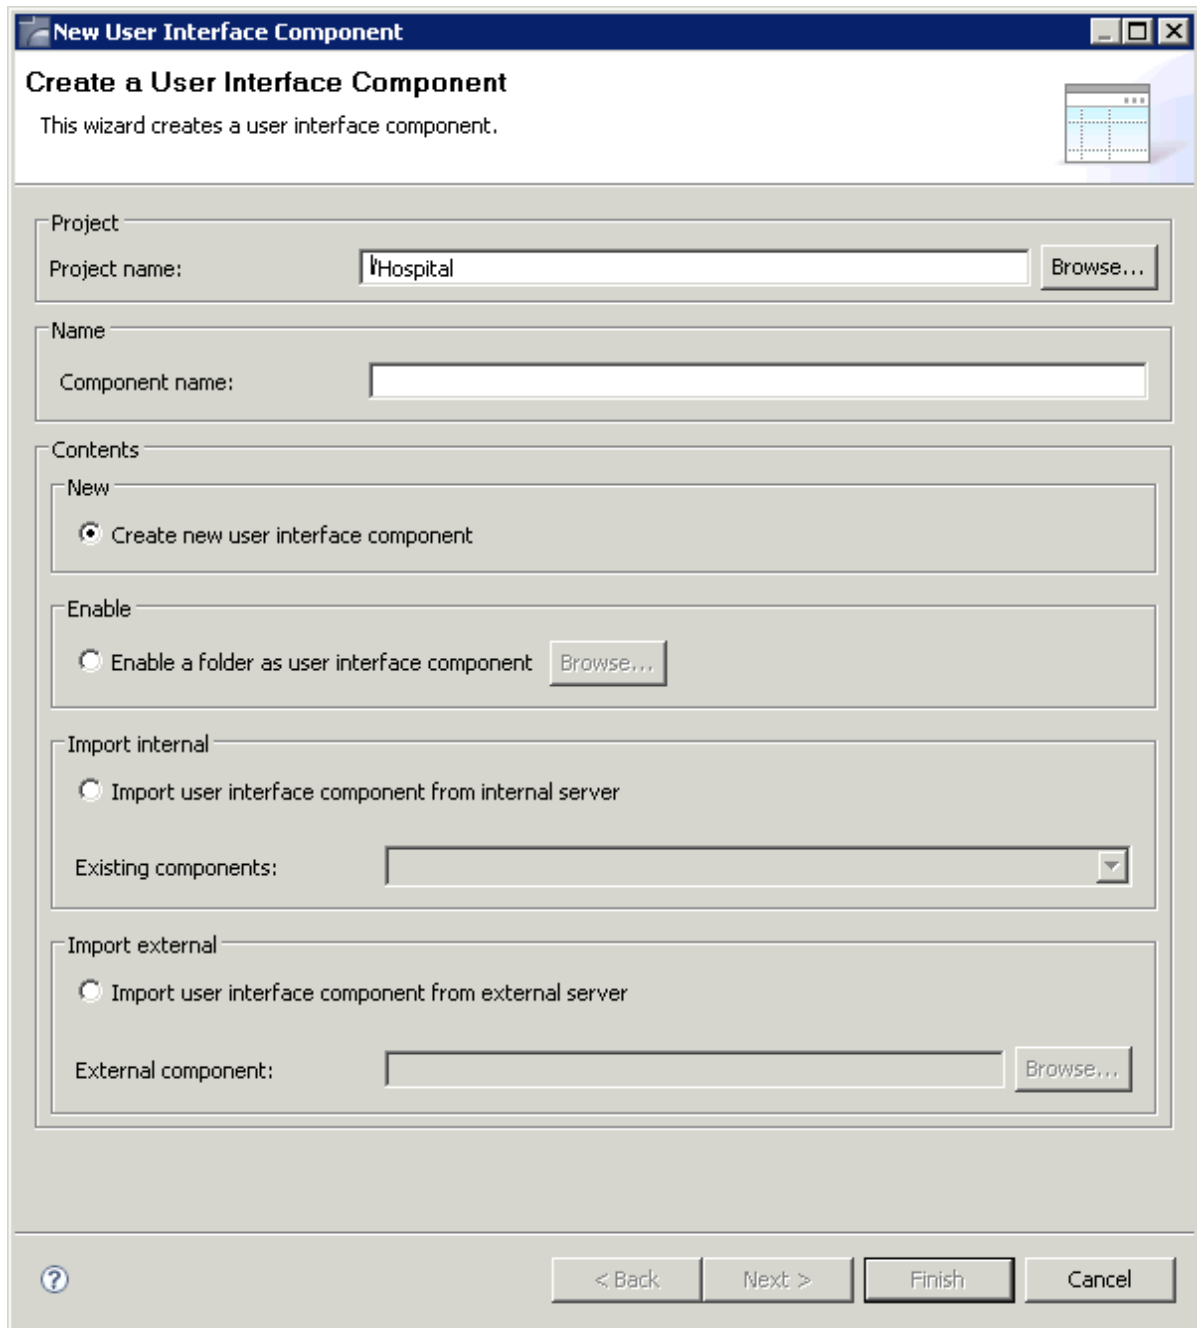 New User Interface Component
Create a User Interface Component
This wizard creates a user interface component.
Project
Project name: /Hospital Browse...
Name
Component name:
Contents
New
Create new user interface component
Enable
Enable a folder as user interface component Browse...
Import internal
Import user interface component from internal server
Existing components:
Import external
Import user interface component from external server
External component: Browse...
? < Back Next > Finish Cancel